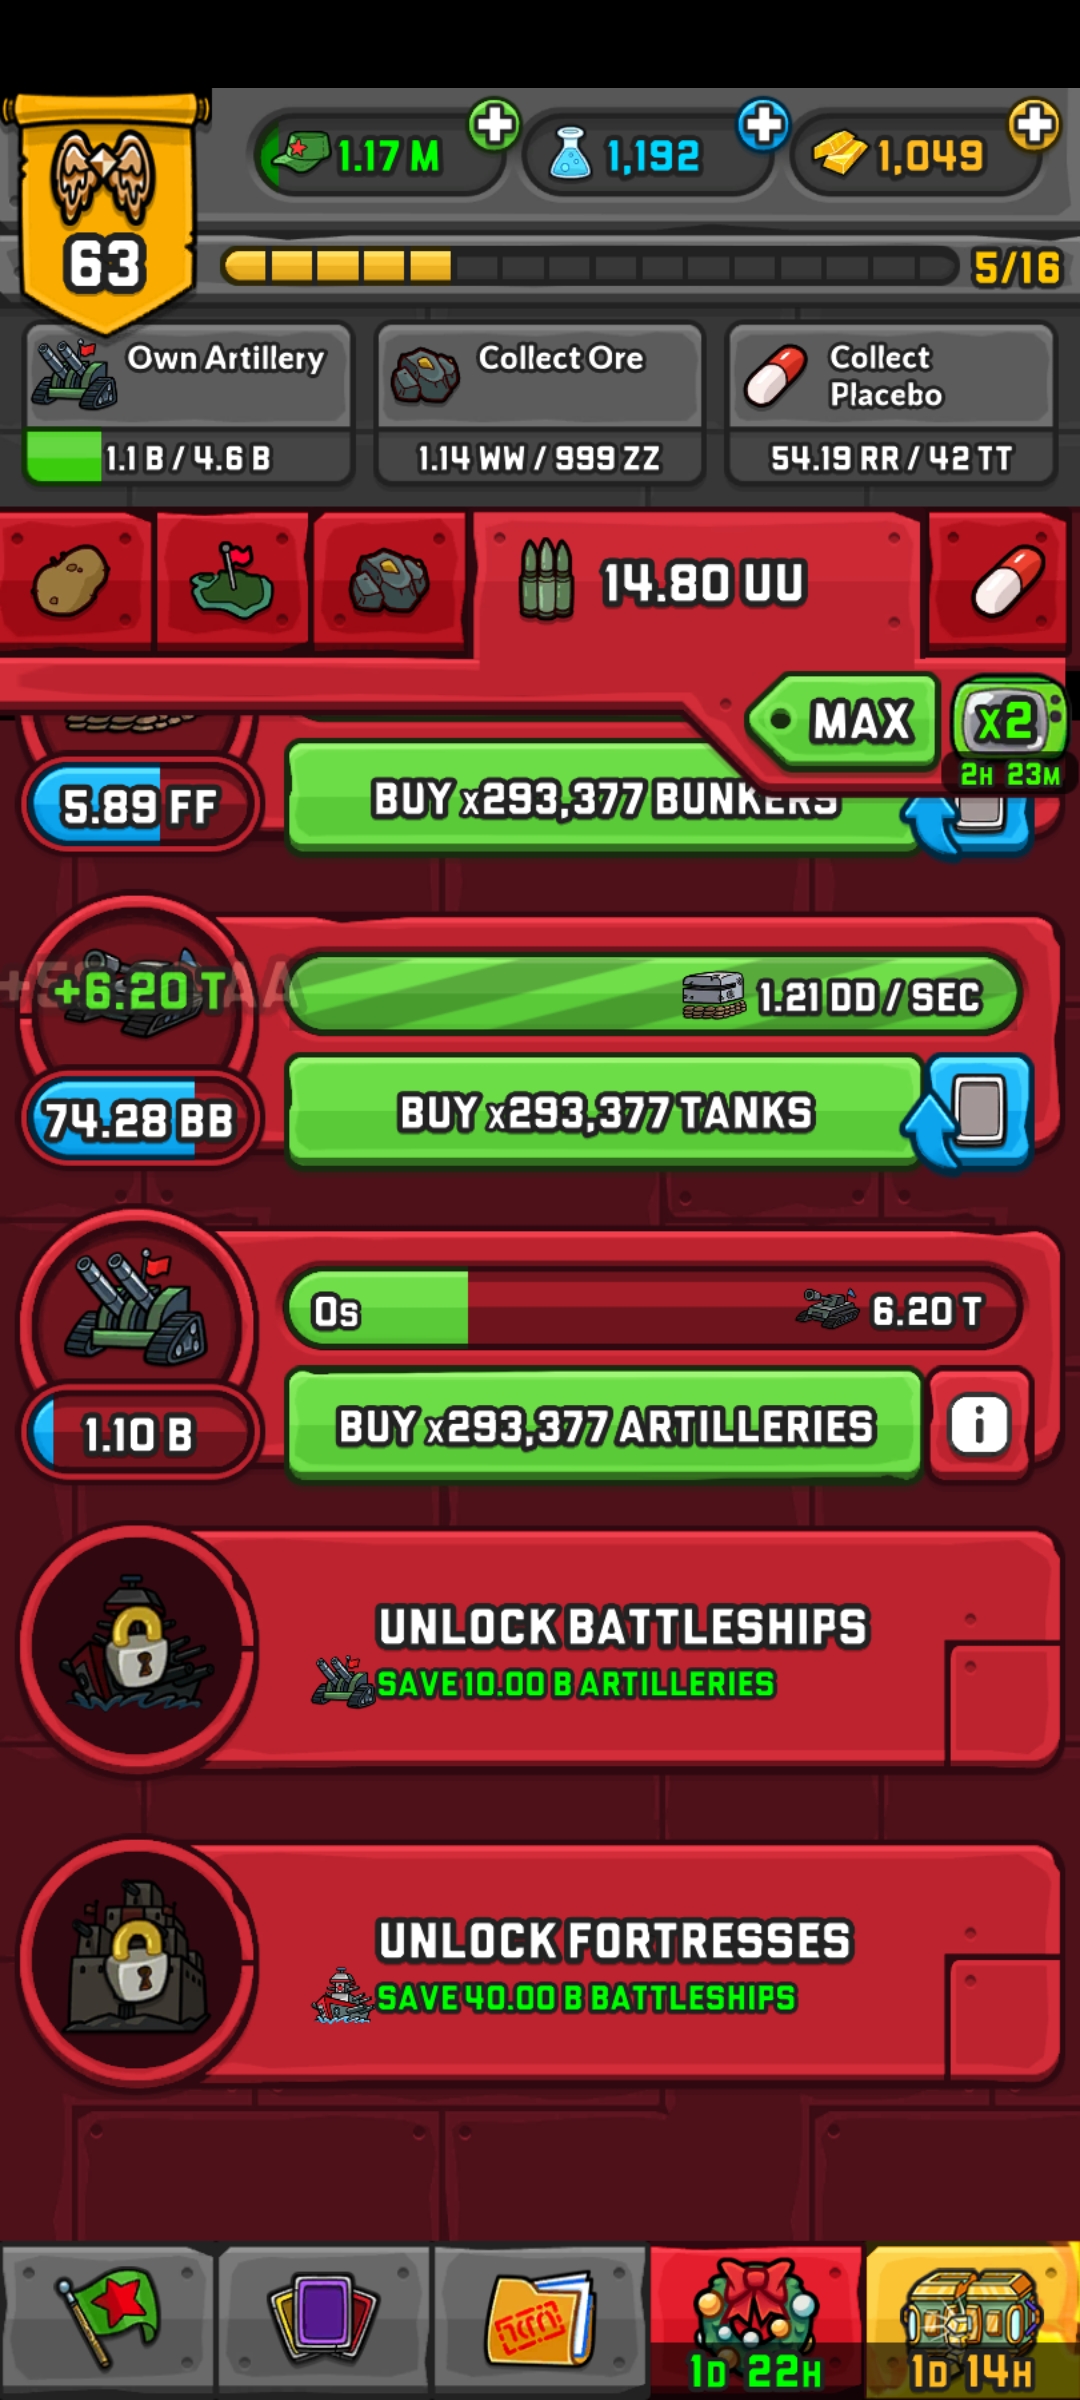 1.17 M
1,192
1,049
63
5/16
Own Artillery
1.1 B / 4.6 B
Collect Ore
1.14 WW / 999 ZZ
Collect
Placebo
54.19 RR / 42 TT
14.80 UU
MAX
x2
2H 23M
5.89 FF
BUY x293,377 BUNKERS
+6.20 T
1.21 DD / SEC
74.28 BB
BUY x293,377 TANKS
0s
6.20 T
1.10 B
BUY x293,377 ARTILLERIES
i
UNLOCK BATTLESHIPS
SAVE 10.00 B ARTILLERIES
UNLOCK FORTRESSES
SAVE 40.00 B BATTLESHIPS
1D 22H
1D 14H